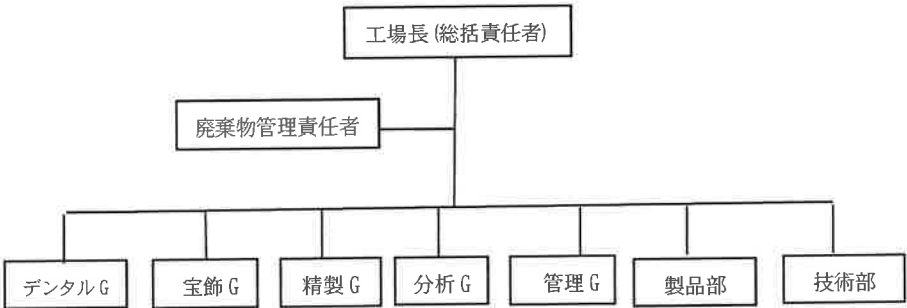 工場長(総括責任者)
廃棄物管理責任者
デンタルG
宝飾G
精製G
分析G
管理G
製品部
技術部